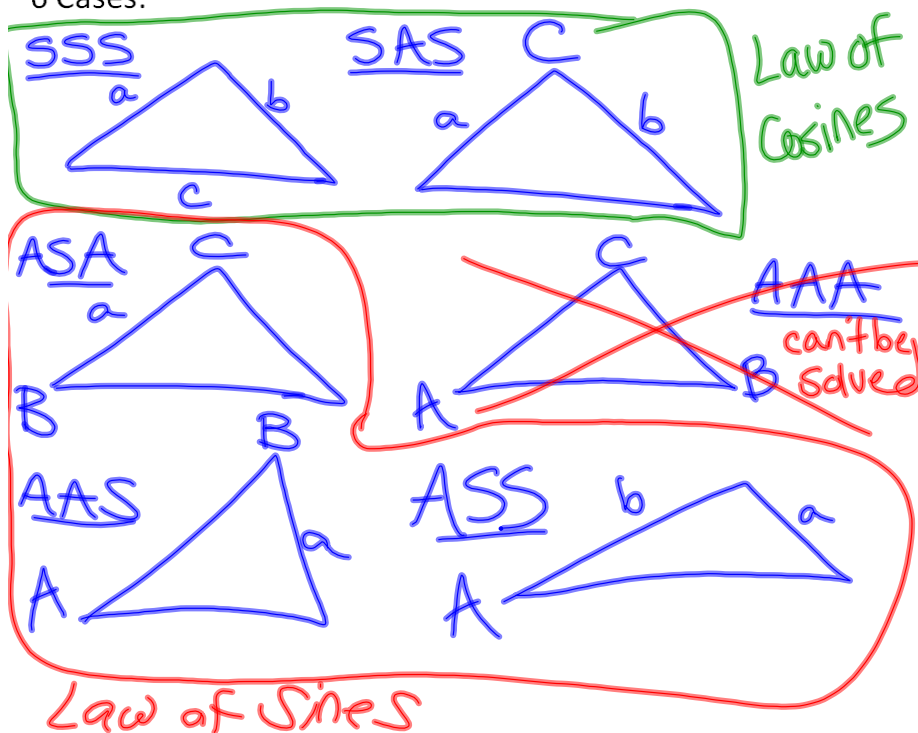 6 Cases:
SSS
a
b
c
SAS
C
a
b
Law of
Cosines
ASA
C
a
B
C
A
B
AAA
can't be
solved
AAS
B
A
a
ASS
b
a
A
Law of Sines